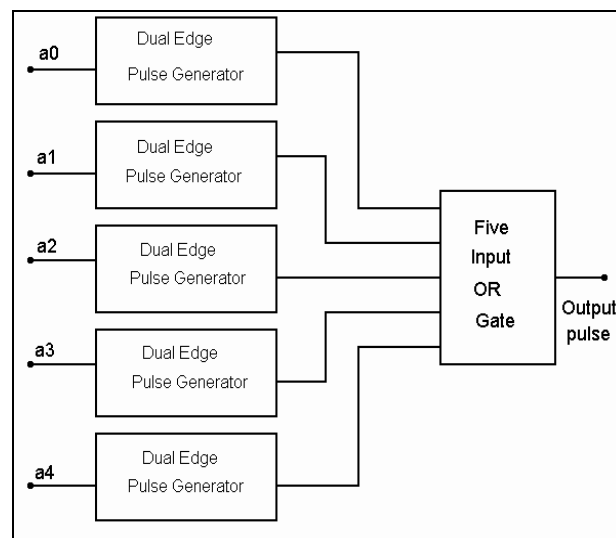 a0
Dual Edge
Pulse Generator
a1
Dual Edge
Pulse Generator
a2
Dual Edge
Pulse Generator
a3
Dual Edge
Pulse Generator
a4
Dual Edge
Pulse Generator
Five
Input
OR
Gate
Output
pulse